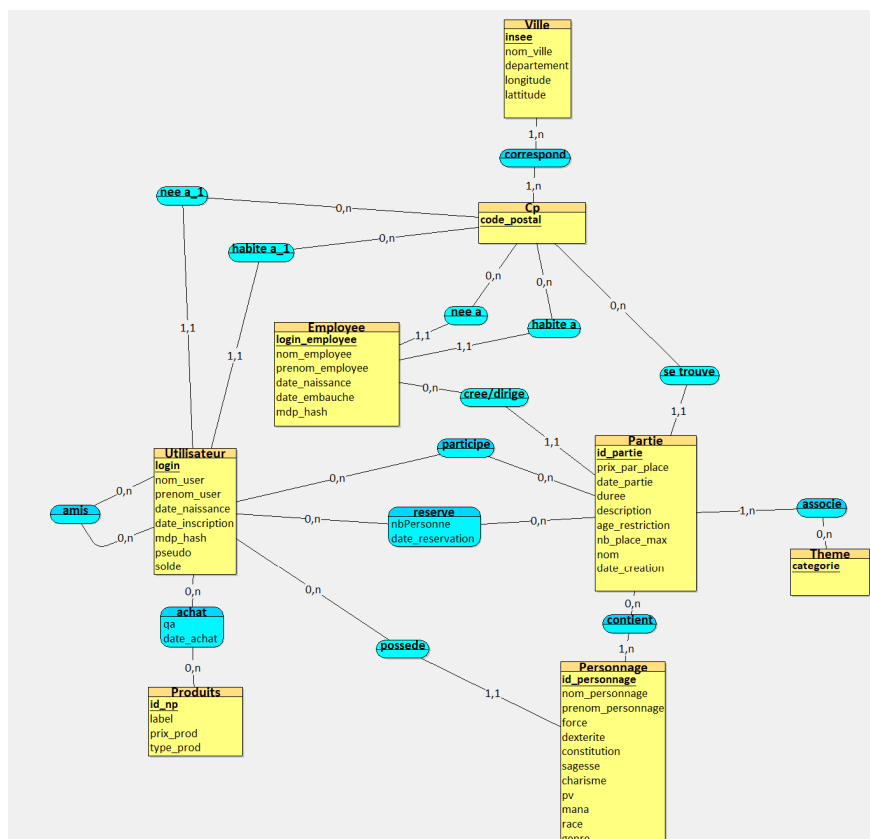 Ville
insee
nom_ville
departement
longitude
lattitude
1,n
correspond
1,n
Cp
code_postal
nee a_1
0,n
habite a_1
0,n
0,n
0,n
0,n
nee a
habite a
1,1
1,1
1,1
1,1
Employee
login_employee
nom_employee
prenom_employee
date_naissance
date_embauche
mdp_hash
0,n
cree/dirige
1,1
se trouve
1,1
Utilisateur
login
nom_user
prenom_user
date_naissance
date_inscription
mdp_hash
pseudo
solde
participe
0,n
0,n
reserve
nbPersonne
date_reservation
0,n
0,n
Partie
id_partie
prix_par_place
date_partie
duree
description
age_restriction
nb_place_max
nom
date_creation
1,n
associe
0,n
Theme
categorie
amis
0,n
0,n
0,n
achat
qa
date_achat
0,n
Produits
id_np
label
prix_prod
type_prod
0,n
possede
1,1
0,n
contient
1,n
Personnage
id_personnage
nom_personnage
prenom_personnage
force
dexterite
constitution
sagesse
charisme
pv
mana
race
genre